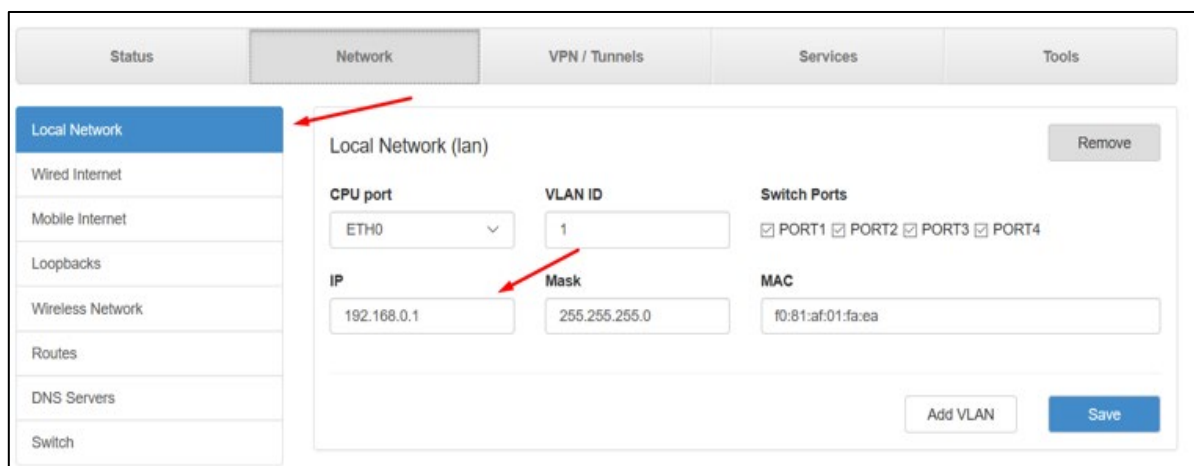 Status Network VPN / Tunnels Services Tools
Local Network
Wired Internet
Mobile Internet
Loopbacks
Wireless Network
Routes
DNS Servers
Switch
Local Network (lan) Remove
CPU port VLAN ID Switch Ports
ETH0 1 PORT1 PORT2 PORT3 PORT4
IP Mask MAC
192.168.0.1 255.255.255.0 f0:81:af:01:fa:ea
Add VLAN Save